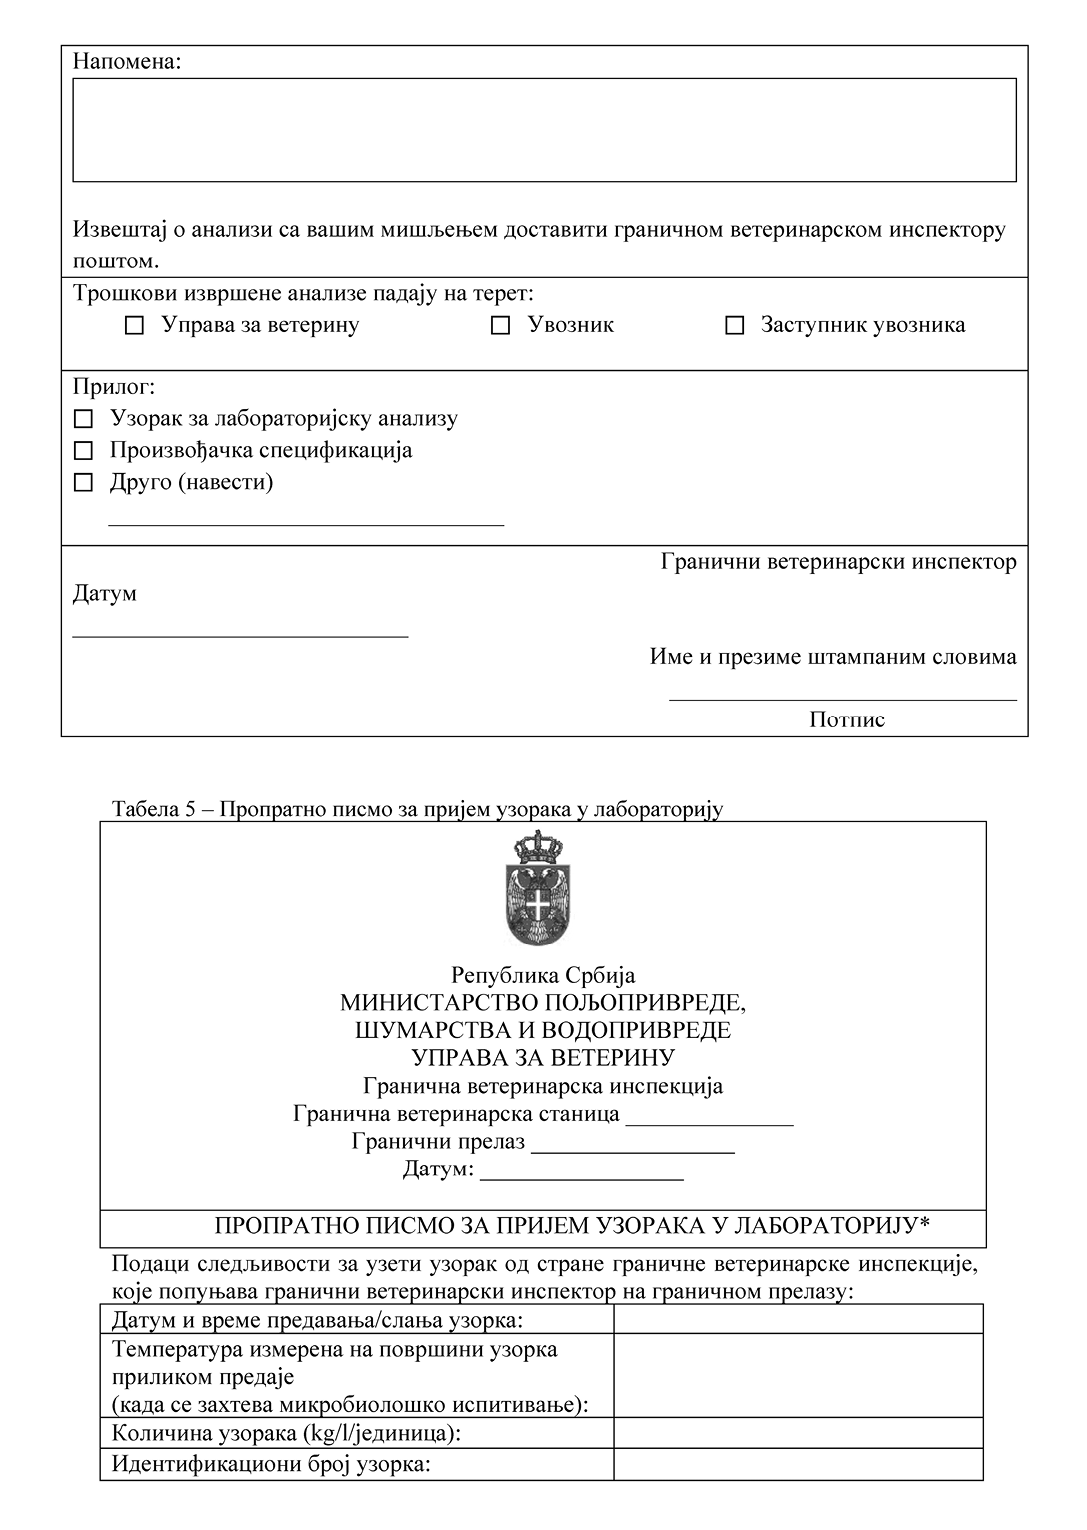 Напомена:
Извештај о анализи са вашим мишљењем доставити граничном ветеринарском инспектору
поштом.
Трошкови извршене анализе падају на терет:
☐ Управа за ветерину ☐ Увозник ☐ Заступник увозника
Прилог:
☐ Узорак за лабораторијску анализу
☐ Произвођачка спецификација
☐ Друго (навести)
Гранични ветеринарски инспектор
Датум
Име и презиме штампаним словима
Потпис
Табела 5 – Пропратно писмо за пријем узорака у лабораторију
Република Србија
МИНИСТАРСТВО ПОЉОПРИВРЕДЕ,
ШУМАРСТВА И ВОДОПРИВРЕДЕ
УПРАВА ЗА ВЕТЕРИНУ
Гранична ветеринарска инспекција
Гранична ветеринарска станица ______________
Гранични прелаз _________________
Датум: _________________
ПРОПРАТНО ПИСМО ЗА ПРИЈЕМ УЗОРАКА У ЛАБОРАТОРИЈУ*
Подаци следљивости за узети узорак од стране граничне ветеринарске инспекције,
које попуњава гранични ветеринарски инспектор на граничном прелазу:
Датум и време предавања/слања узорка:
Температура измерена на површини узорка
приликом предаје
(када се захтева микробиолошко испитивање):
Количина узорака (kg/l/јединица):
Идентификациони број узорка: